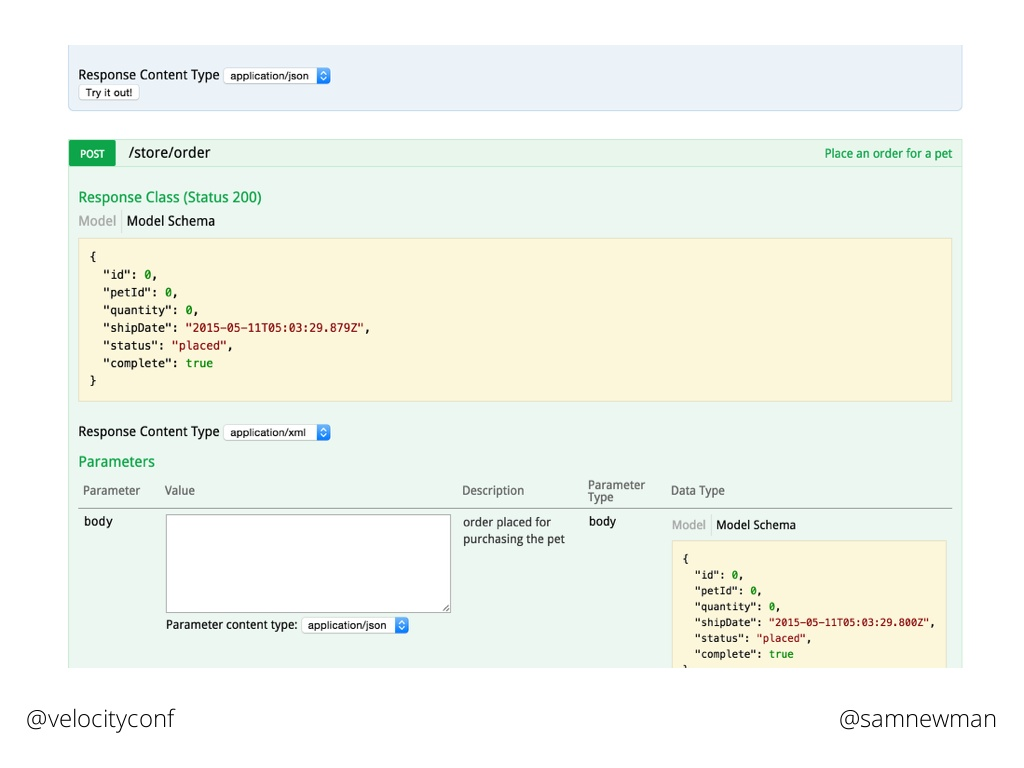 Response Content Type application/json
Try it out!
POST /store/order Place an order for a pet
Response Class (Status 200)
Model Model Schema
{
"id": 0,
"petId": 0,
"quantity": 0,
"shipDate": "2015-05-11T05:03:29.879Z",
"status": "placed",
"complete": true
}
Response Content Type application/xml
Parameters
Parameter Value Description Parameter Type Data Type
body
order placed for
purchasing the pet
body
Model Model Schema
{
"id": 0,
"petId": 0,
"quantity": 0,
"shipDate": "2015-05-11T05:03:29.800Z",
"status": "placed",
"complete": true
}
Parameter content type: application/json
@velocityconf @samnewman